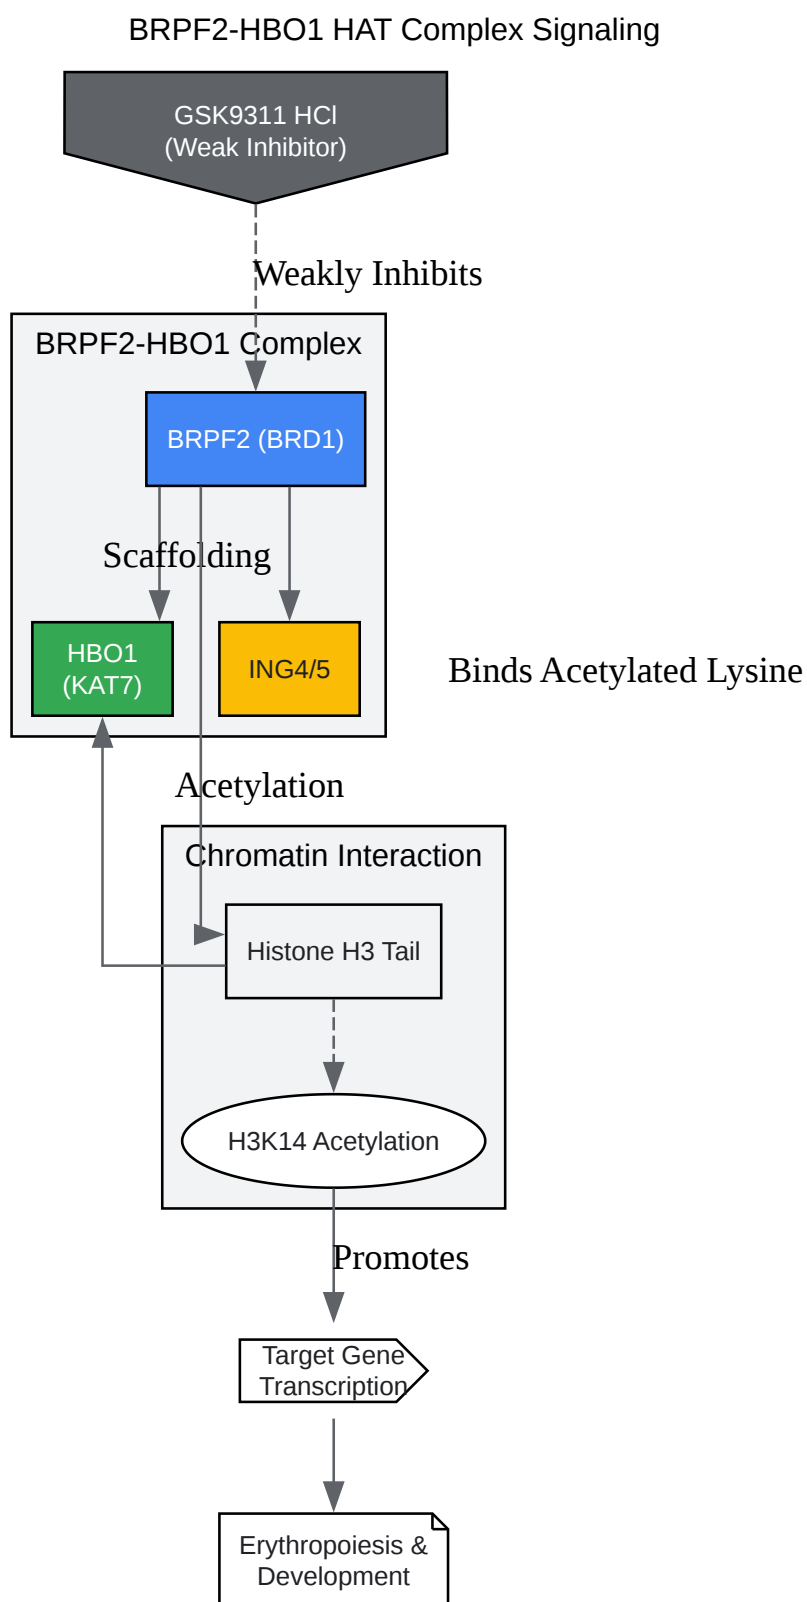 BRPF2-HBO1 HAT Complex Signaling
GSK9311 HCl
(Weak Inhibitor)
Weakly Inhibits
BRPF2-HBO1 Complex
BRPF2 (BRD1)
Scaffolding
HBO1
(KAT7)
ING4/5
Binds Acetylated Lysine
Acetylation
Chromatin Interaction
Histone H3 Tail
H3K14 Acetylation
Promotes
Target Gene
Transcription
Erythropoiesis &
Development